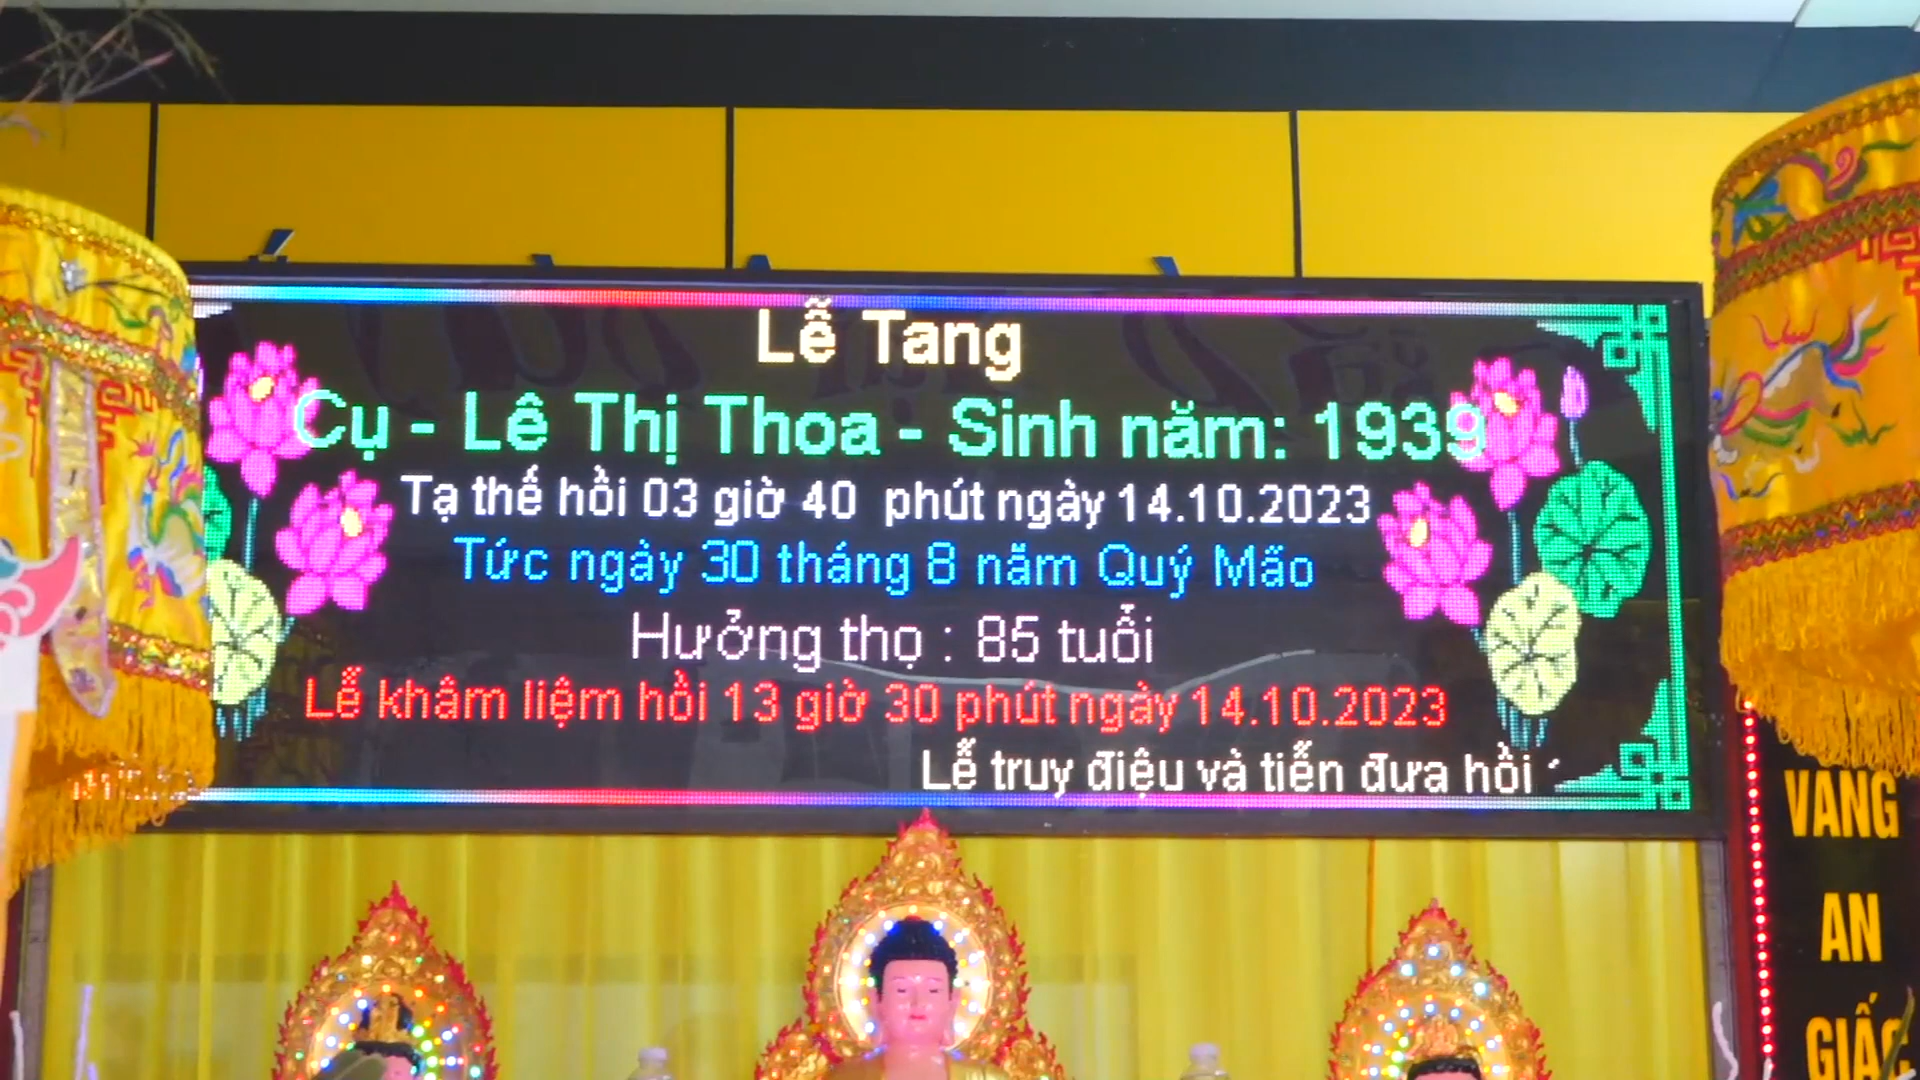 Lễ Tang
Cụ - Lê Thị Thoa - Sinh năm: 1939
Tạ thế hồi 03 giờ 40 phút ngày 14.10.2023
Tức ngày 30 tháng 8 năm Quý Mão
Hưởng thọ : 85 tuổi
Lễ khâm liệm hồi 13 giờ 30 phút ngày 14.10.2023
Lễ truy điệu và tiễn đưa hồi
VANG
AN
GIẤC